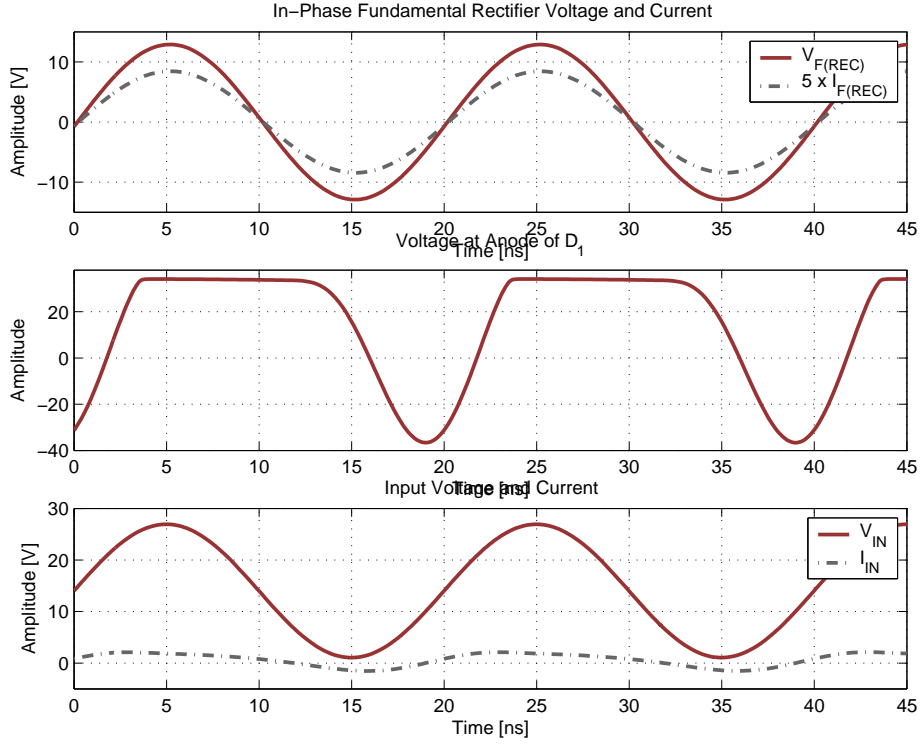 In−Phase Fundamental Rectifier Voltage and Current
Amplitude [V]
10
0
−10
V_F(REC)
5 x I_F(REC)
0 5 10 15 20 25 30 35 40 45
Time [ns]
Voltage at Anode of D_1
Amplitude
20
0
−20
−40
0 5 10 15 20 25 30 35 40 45
Time [ns]
Input Voltage and Current
Amplitude [V]
30
20
10
0
V_IN
I_IN
0 5 10 15 20 25 30 35 40 45
Time [ns]